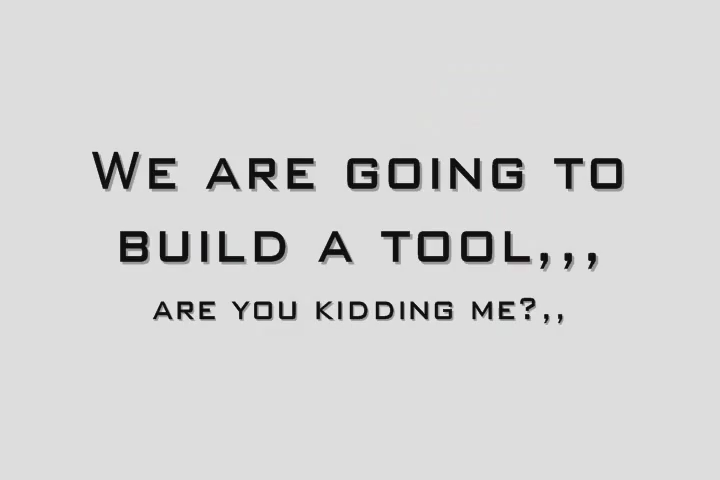 We are going to
build a tool,,,
are you kidding me?,,